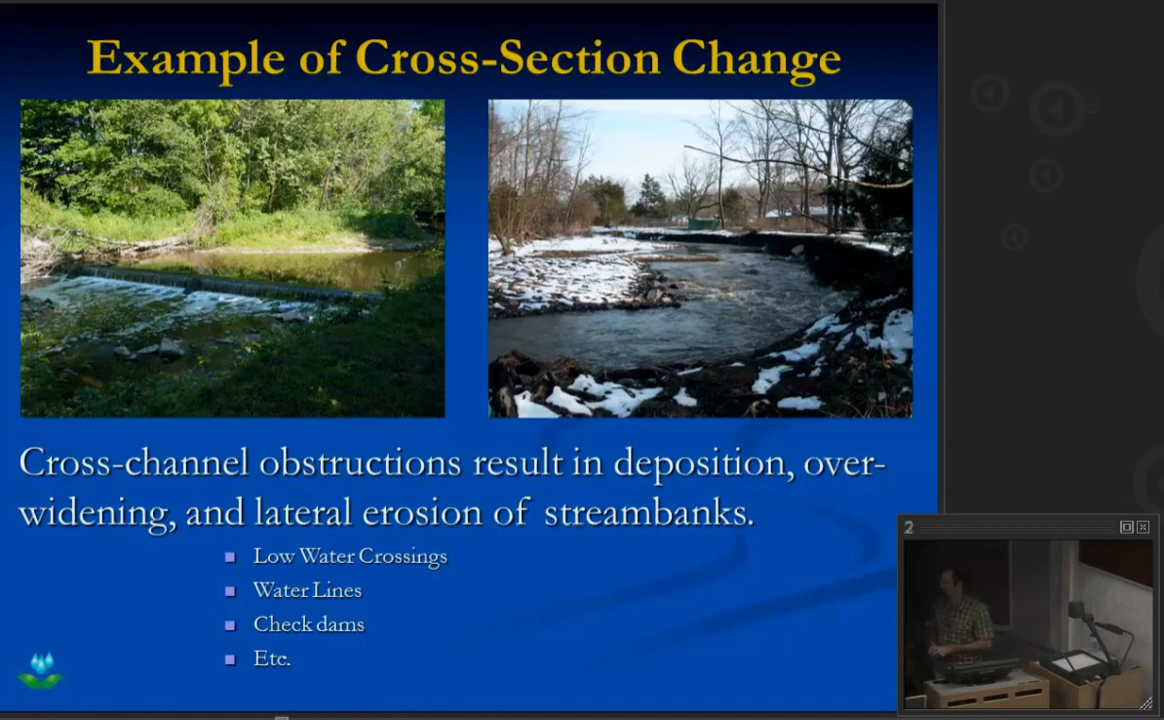 Example of Cross-Section Change
Cross-channel obstructions result in deposition, over-
widening, and lateral erosion of streambanks.
Low Water Crossings
Water Lines
Check dams
Etc.
2